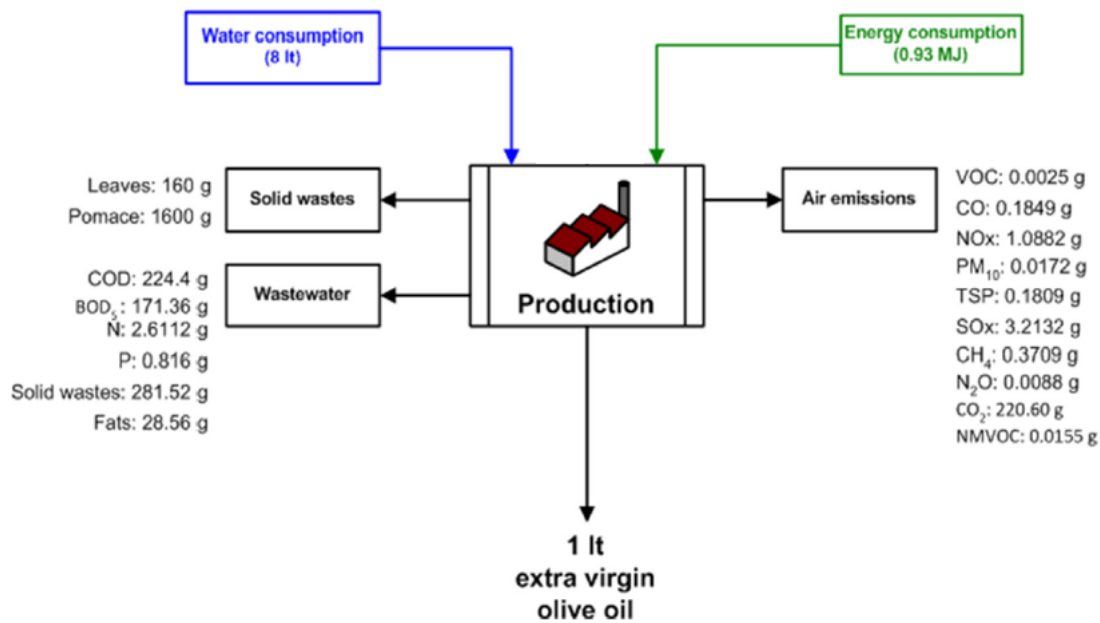 Water consumption
(8 lt)
Energy consumption
(0.93 MJ)
Leaves: 160 g
Pomace: 1600 g
Solid wastes
COD: 224.4 g
BOD5 : 171.36 g
N: 2.6112 g
P: 0.816 g
Solid wastes: 281.52 g
Fats: 28.56 g
Wastewater
Production
Air emissions
VOC: 0.0025 g
CO: 0.1849 g
NOx: 1.0882 g
PM10: 0.0172 g
TSP: 0.1809 g
SOx: 3.2132 g
CH4: 0.3709 g
N2O: 0.0088 g
CO2: 220.60 g
NMVOC: 0.0155 g
1 lt
extra virgin
olive oil